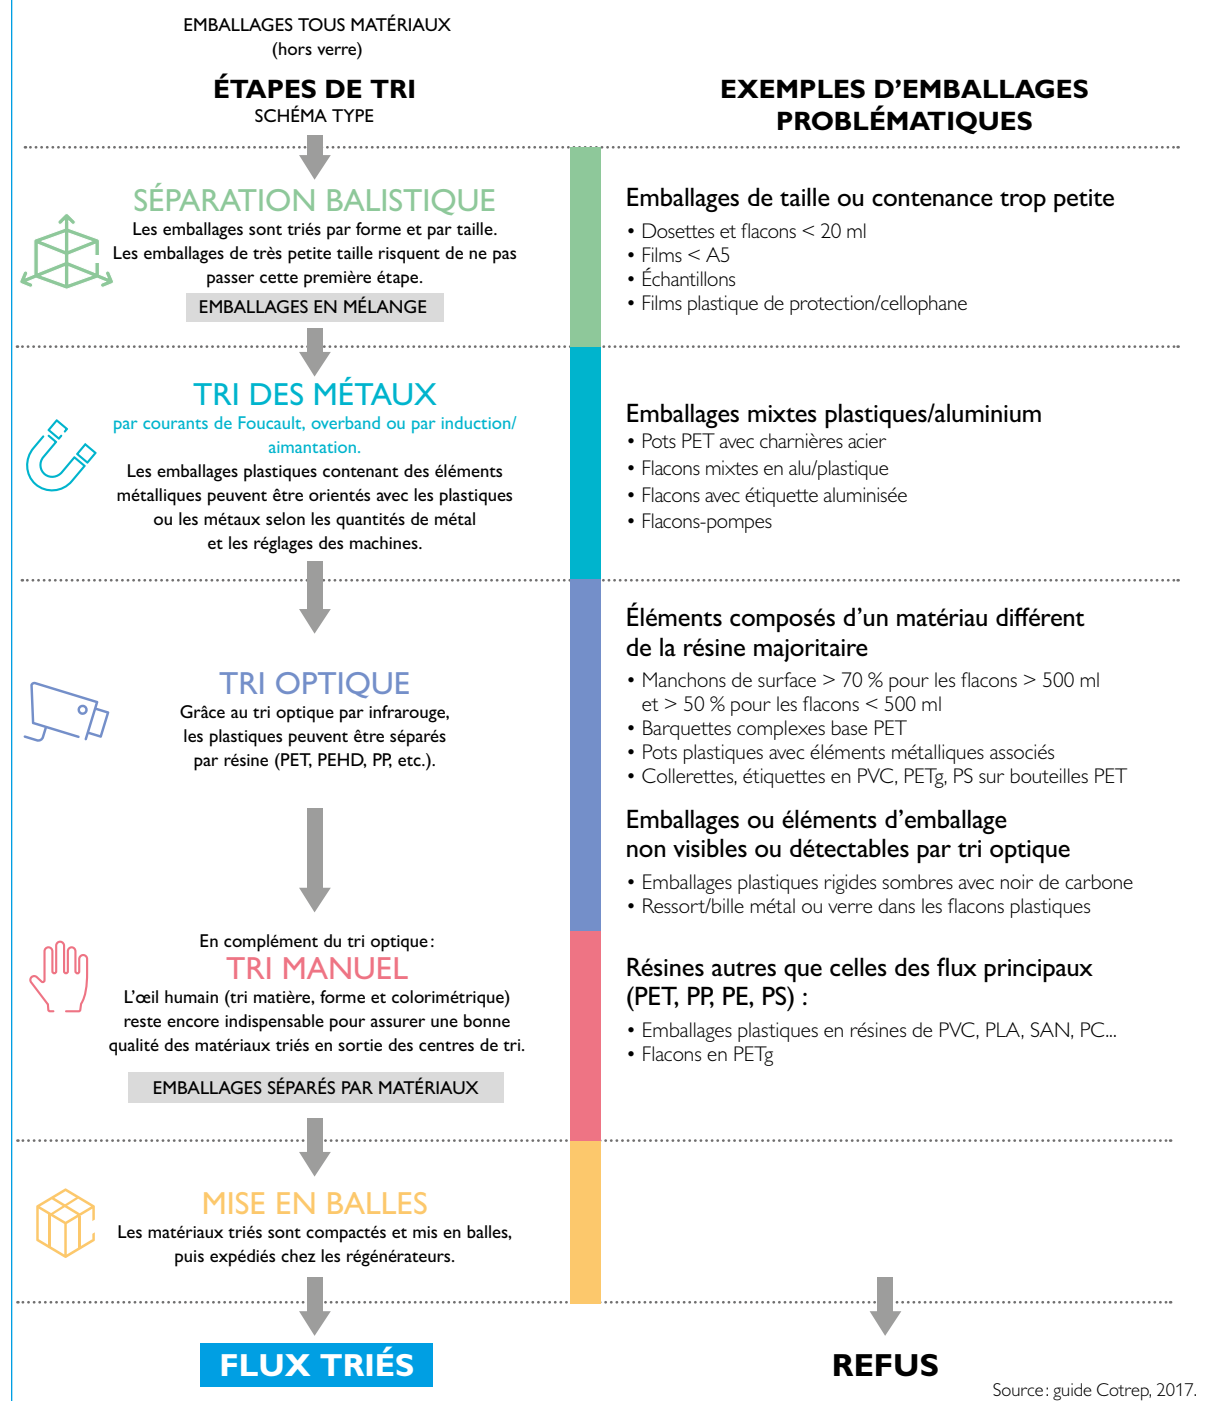 EMBALLAGES TOUS MATÉRIAUX
(hors verre)
ÉTAPES DE TRI
SCHÉMA TYPE
EXEMPLES D’EMBALLAGES
PROBLÉMATIQUES
SÉPARATION BALISTIQUE
Les emballages sont triés par forme et par taille.
Les emballages de très petite taille risquent de ne pas
passer cette première étape.
EMBALLAGES EN MÉLANGE
Emballages de taille ou contenance trop petite
• Dosettes et flacons < 20 ml
• Films < A5
• Échantillons
• Films plastique de protection/cellophane
TRI DES MÉTAUX
par courants de Foucault, overband ou par induction/
aimantation.
Les emballages plastiques contenant des éléments
métalliques peuvent être orientés avec les plastiques
ou les métaux selon les quantités de métal
et les réglages des machines.
Emballages mixtes plastiques/aluminium
• Pots PET avec charnières acier
• Flacons mixtes en alu/plastique
• Flacons avec étiquette aluminisée
• Flacons-pompes
TRI OPTIQUE
Grâce au tri optique par infrarouge,
les plastiques peuvent être séparés
par résine (PET, PEHD, PP, etc.).
Éléments composés d’un matériau différent
de la résine majoritaire
• Manchons de surface > 70 % pour les flacons > 500 ml
et > 50 % pour les flacons < 500 ml
• Barquettes complexes base PET
• Pots plastiques avec éléments métalliques associés
• Collerettes, étiquettes en PVC, PETg, PS sur bouteilles PET
Emballages ou éléments d’emballage
non visibles ou détectables par tri optique
• Emballages plastiques rigides sombres avec noir de carbone
• Ressort/bille métal ou verre dans les flacons plastiques
En complément du tri optique :
TRI MANUEL
L’œil humain (tri matière, forme et colorimétrique)
reste encore indispensable pour assurer une bonne
qualité des matériaux triés en sortie des centres de tri.
EMBALLAGES SÉPARÉS PAR MATÉRIAUX
Résines autres que celles des flux principaux
(PET, PP, PE, PS) :
• Emballages plastiques en résines de PVC, PLA, SAN, PC...
• Flacons en PETg
MISE EN BALLES
Les matériaux triés sont compactés et mis en balles,
puis expédiés chez les régénérateurs.
FLUX TRIÉS
REFUS
Source : guide Cotrep, 2017.